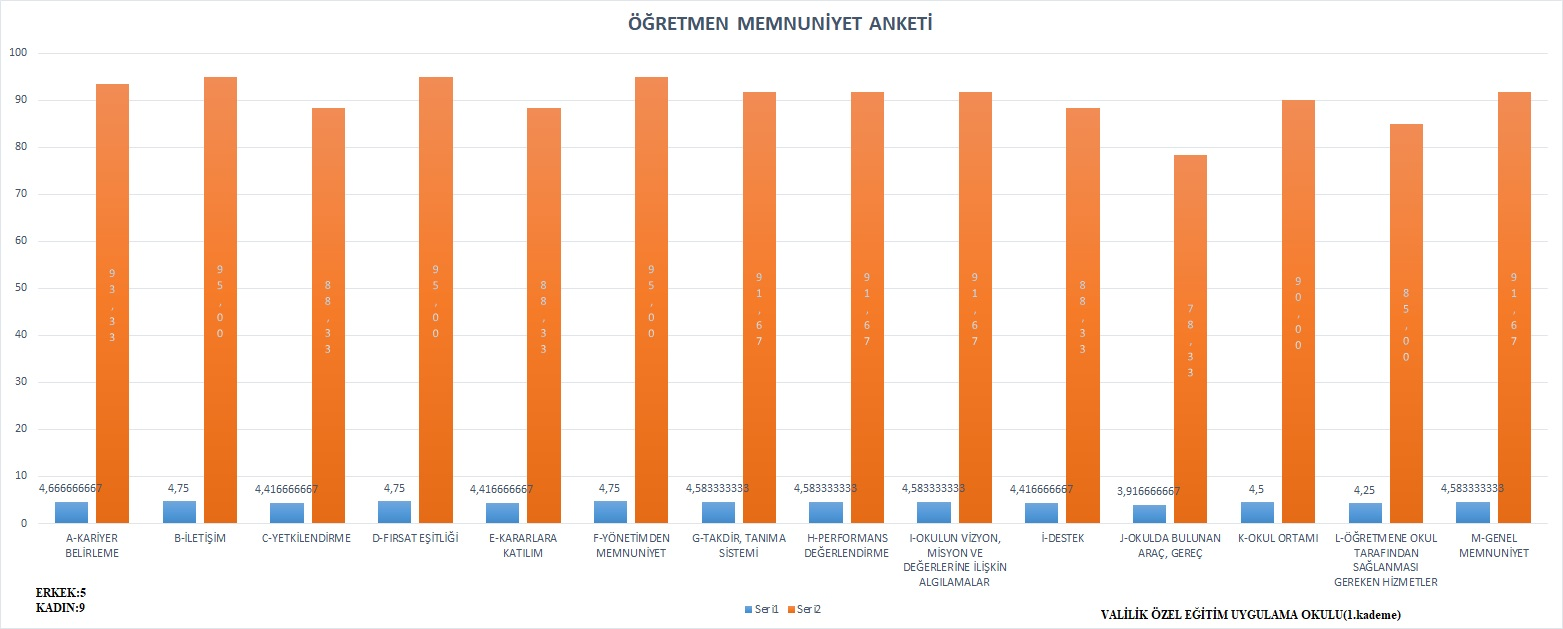 ÖĞRETMEN MEMNUNİYET ANKETİ
100
90
80
70
60
50
40
30
20
10
0
4,666666667
93,33
4,75
95,00
4,416666667
88,33
4,75
95,00
4,416666667
88,33
4,75
95,00
4,583333333
91,67
4,583333333
91,67
4,583333333
91,67
4,416666667
88,33
3,916666667
78,33
4,5
90,00
4,25
85,00
4,583333333
91,67
A-KARİYER
BELİRLEME
B-İLETİŞİM
C-YETKİLENDİRME
D-FIRSAT EŞİTLİĞİ
E-KARARLARA
KATILIM
F-YÖNETİMDEN
MEMNUNİYET
G-TAKDİR, TANIMA
SİSTEMİ
H-PERFORMANS
DEĞERLENDİRME
I-OKULUN VİZYON,
MİSYON VE
DEĞERLERİNE İLİŞKİN
ALGILAMALAR
İ-DESTEK
J-OKULDA BULUNAN
ARAÇ, GEREÇ
K-OKUL ORTAMI
L-ÖĞRETMENE OKUL
TARAFINDAN
SAĞLANMASI
GEREKEN HİZMETLER
M-GENEL
MEMNUNİYET
ERKEK:5
KADIN:9
Seri1 Seri2
VALİLİK ÖZEL EĞİTİM UYGULAMA OKULU(1.kademe)